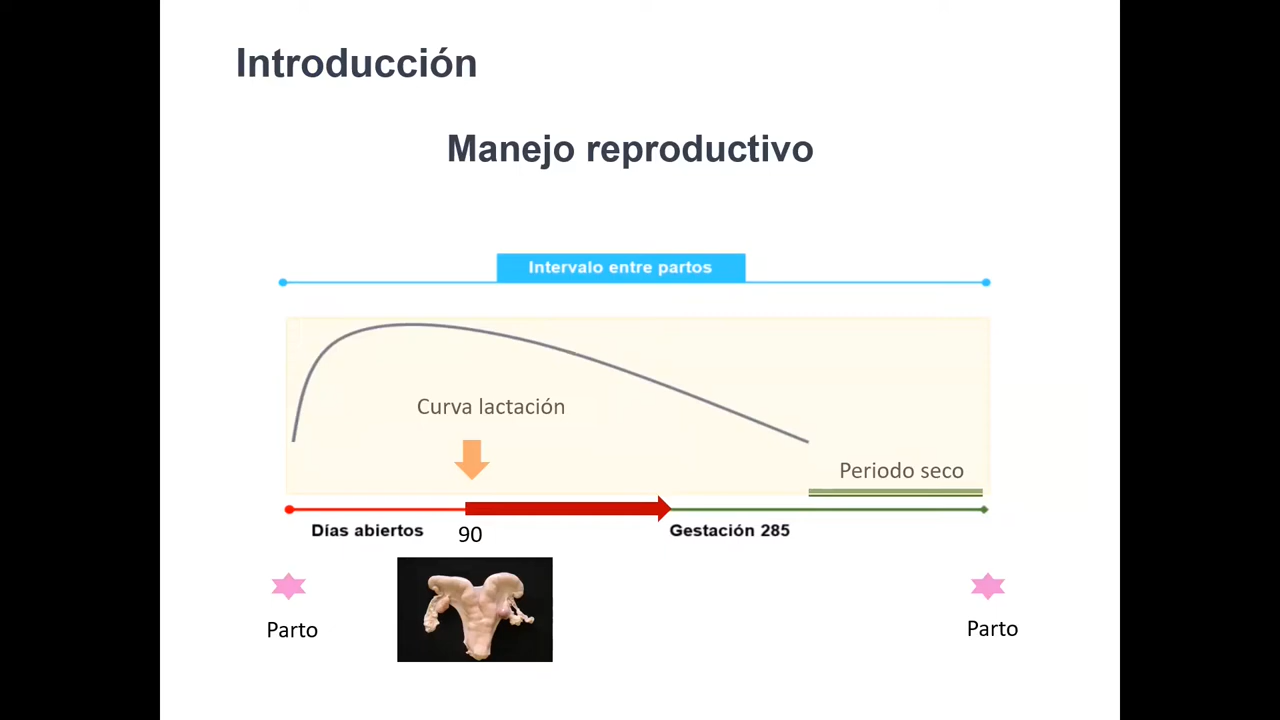 Introducción
Manejo reproductivo
Intervalo entre partos
Curva lactación
Periodo seco
Días abiertos
90
Gestación 285
Parto
Parto